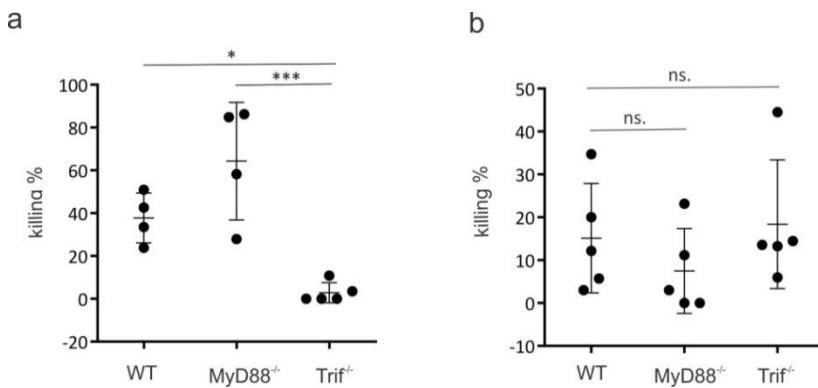 a
*
***
100
80
60
40
20
0
-20
killing %
WT MyD88-/- Trif-/-
b
ns.
ns.
50
40
30
20
10
0
-10
killing %
WT MyD88-/- Trif-/-